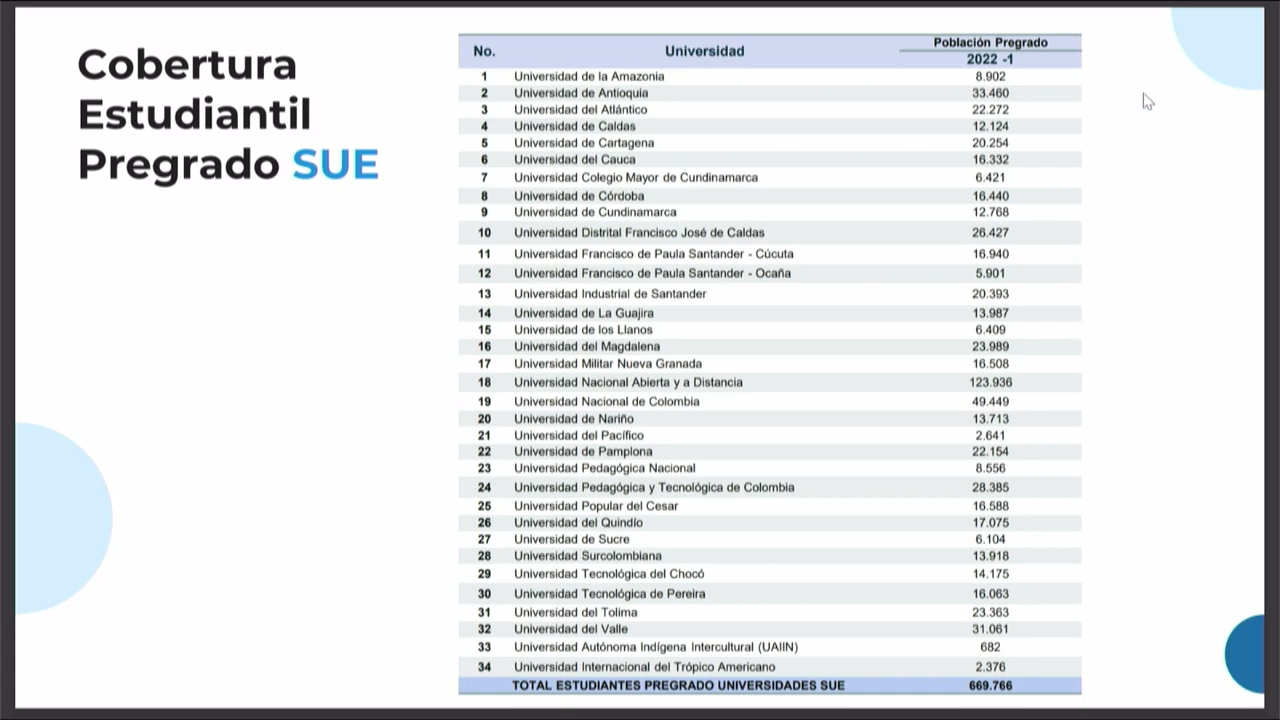 Cobertura
Estudiantil
Pregrado SUE
No. Universidad Población Pregrado
2022 -1
1 Universidad de la Amazonia 8.902
2 Universidad de Antioquia 33.460
3 Universidad del Atlántico 22.272
4 Universidad de Caldas 12.124
5 Universidad de Cartagena 20.254
6 Universidad del Cauca 16.332
7 Universidad Colegio Mayor de Cundinamarca 6.421
8 Universidad de Córdoba 16.440
9 Universidad de Cundinamarca 12.768
10 Universidad Distrital Francisco José de Caldas 26.427
11 Universidad Francisco de Paula Santander - Cúcuta 16.940
12 Universidad Francisco de Paula Santander - Ocaña 5.901
13 Universidad Industrial de Santander 20.393
14 Universidad de La Guajira 13.987
15 Universidad de los Llanos 6.409
16 Universidad del Magdalena 23.989
17 Universidad Militar Nueva Granada 16.508
18 Universidad Nacional Abierta y a Distancia 123.936
19 Universidad Nacional de Colombia 49.449
20 Universidad de Nariño 13.713
21 Universidad del Pacífico 2.641
22 Universidad de Pamplona 22.154
23 Universidad Pedagógica Nacional 8.556
24 Universidad Pedagógica y Tecnológica de Colombia 28.385
25 Universidad Popular del Cesar 16.588
26 Universidad del Quindío 17.075
27 Universidad de Sucre 6.104
28 Universidad Surcolombiana 13.918
29 Universidad Tecnológica del Chocó 14.175
30 Universidad Tecnológica de Pereira 16.063
31 Universidad del Tolima 23.363
32 Universidad del Valle 31.061
33 Universidad Autónoma Indígena Intercultural (UAIIN) 682
34 Universidad Internacional del Trópico Americano 2.376
TOTAL ESTUDIANTES PREGRADO UNIVERSIDADES SUE 669.766